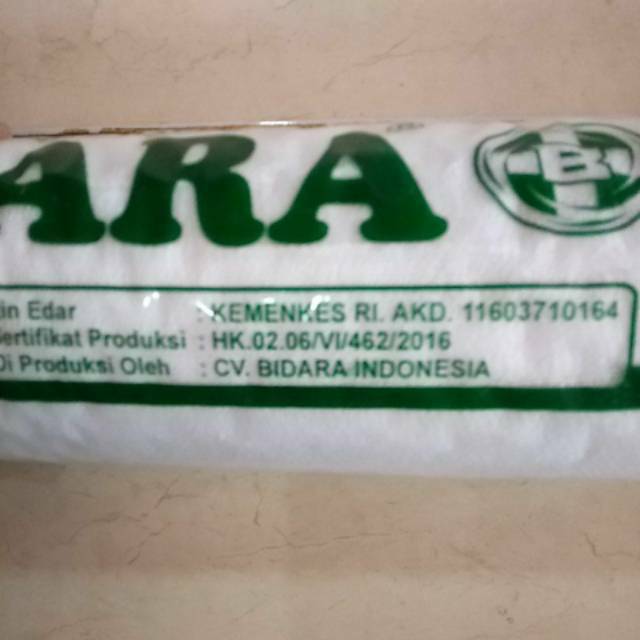 ARA
B
in Edar : KEMENKES RI. AKD. 11603710164
ertifikat Produksi : HK.02.06/VI/462/2016
Di Produksi Oleh : CV. BIDARA INDONESIA